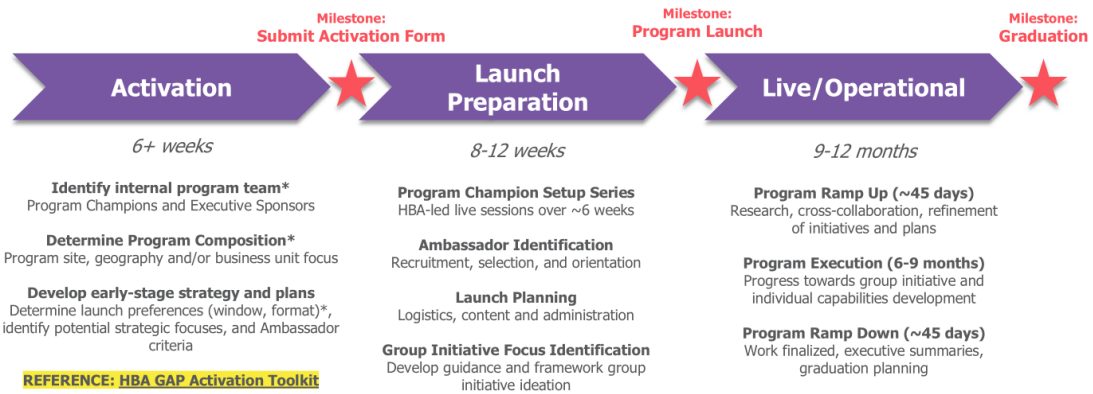 Milestone:
Submit Activation Form
Milestone:
Program Launch
Milestone:
Graduation
Activation
Launch
Preparation
Live/Operational
6+ weeks
Identify internal program team*
Program Champions and Executive Sponsors
Determine Program Composition*
Program site, geography and/or business unit focus
Develop early-stage strategy and plans
Determine launch preferences (window, format)*,
identify potential strategic focuses, and Ambassador
criteria
REFERENCE: HBA GAP Activation Toolkit
8-12 weeks
Program Champion Setup Series
HBA-led live sessions over ~6 weeks
Ambassador Identification
Recruitment, selection, and orientation
Launch Planning
Logistics, content and administration
Group Initiative Focus Identification
Develop guidance and framework group
initiative ideation
9-12 months
Program Ramp Up (~45 days)
Research, cross-collaboration, refinement
of initiatives and plans
Program Execution (6-9 months)
Progress towards group initiative and
individual capabilities development
Program Ramp Down (~45 days)
Work finalized, executive summaries,
graduation planning